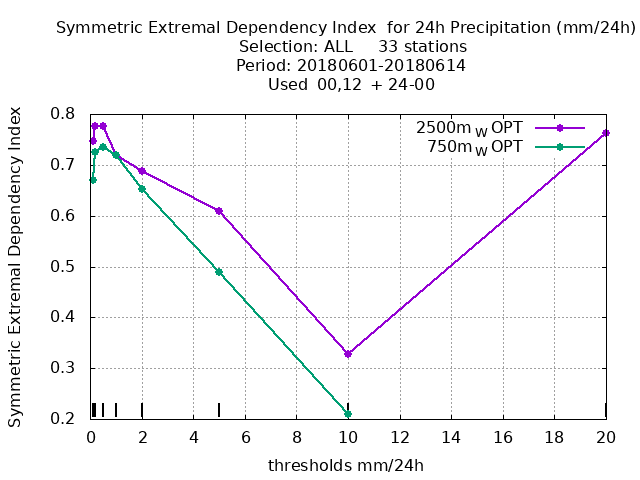 Symmetric Extremal Dependency Index  for 24h Precipitation (mm/24h)
Selection: ALL     33 stations
Period: 20180601-20180614
Used  00,12  + 24-00
Symmetric Extremal Dependency Index
0.8
0.7
0.6
0.5
0.4
0.3
0.2
2500m W OPT
750m W OPT
0 2 4 6 8 10 12 14 16 18 20
thresholds mm/24h